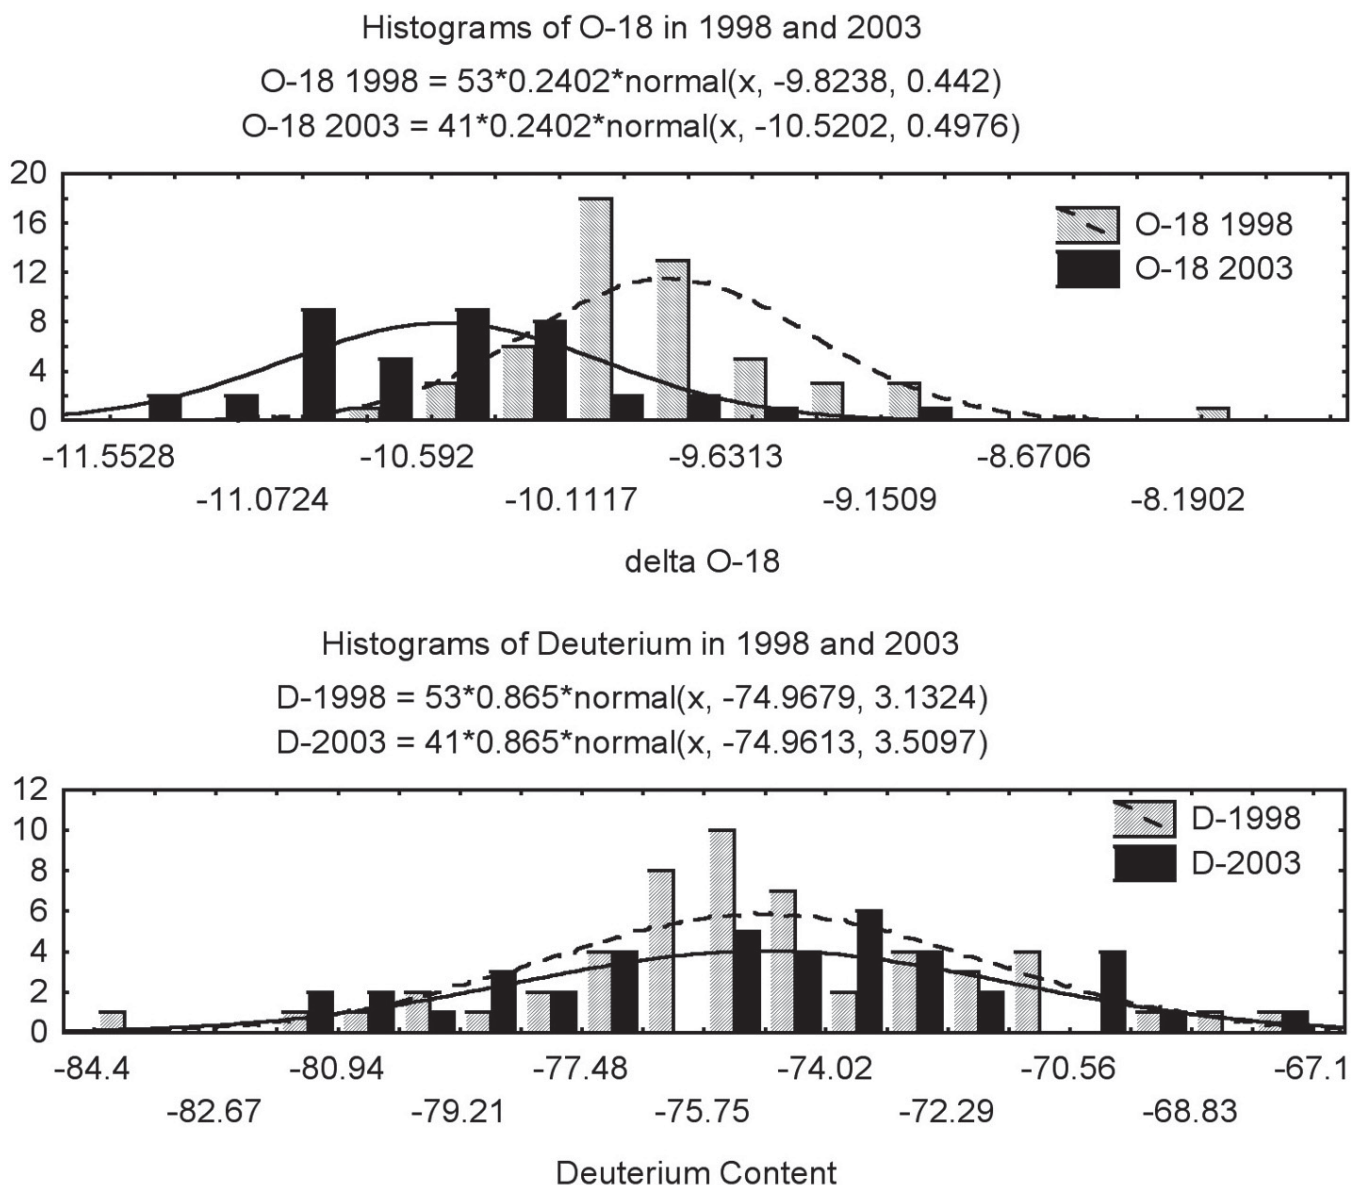 Histograms of O-18 in 1998 and 2003
O-18 1998 = 53*0.2402*normal(x, -9.8238, 0.442)
O-18 2003 = 41*0.2402*normal(x, -10.5202, 0.4976)
20
16
12
8
4
0
O-18 1998
O-18 2003
-11.5528 -10.592 -9.6313 -8.6706
-11.0724 -10.1117 -9.1509 -8.1902
delta O-18
Histograms of Deuterium in 1998 and 2003
D-1998 = 53*0.865*normal(x, -74.9679, 3.1324)
D-2003 = 41*0.865*normal(x, -74.9613, 3.5097)
12
10
8
6
4
2
0
D-1998
D-2003
-84.4 -80.94 -77.48 -74.02 -70.56 -67.1
-82.67 -79.21 -75.75 -72.29 -68.83
Deuterium Content